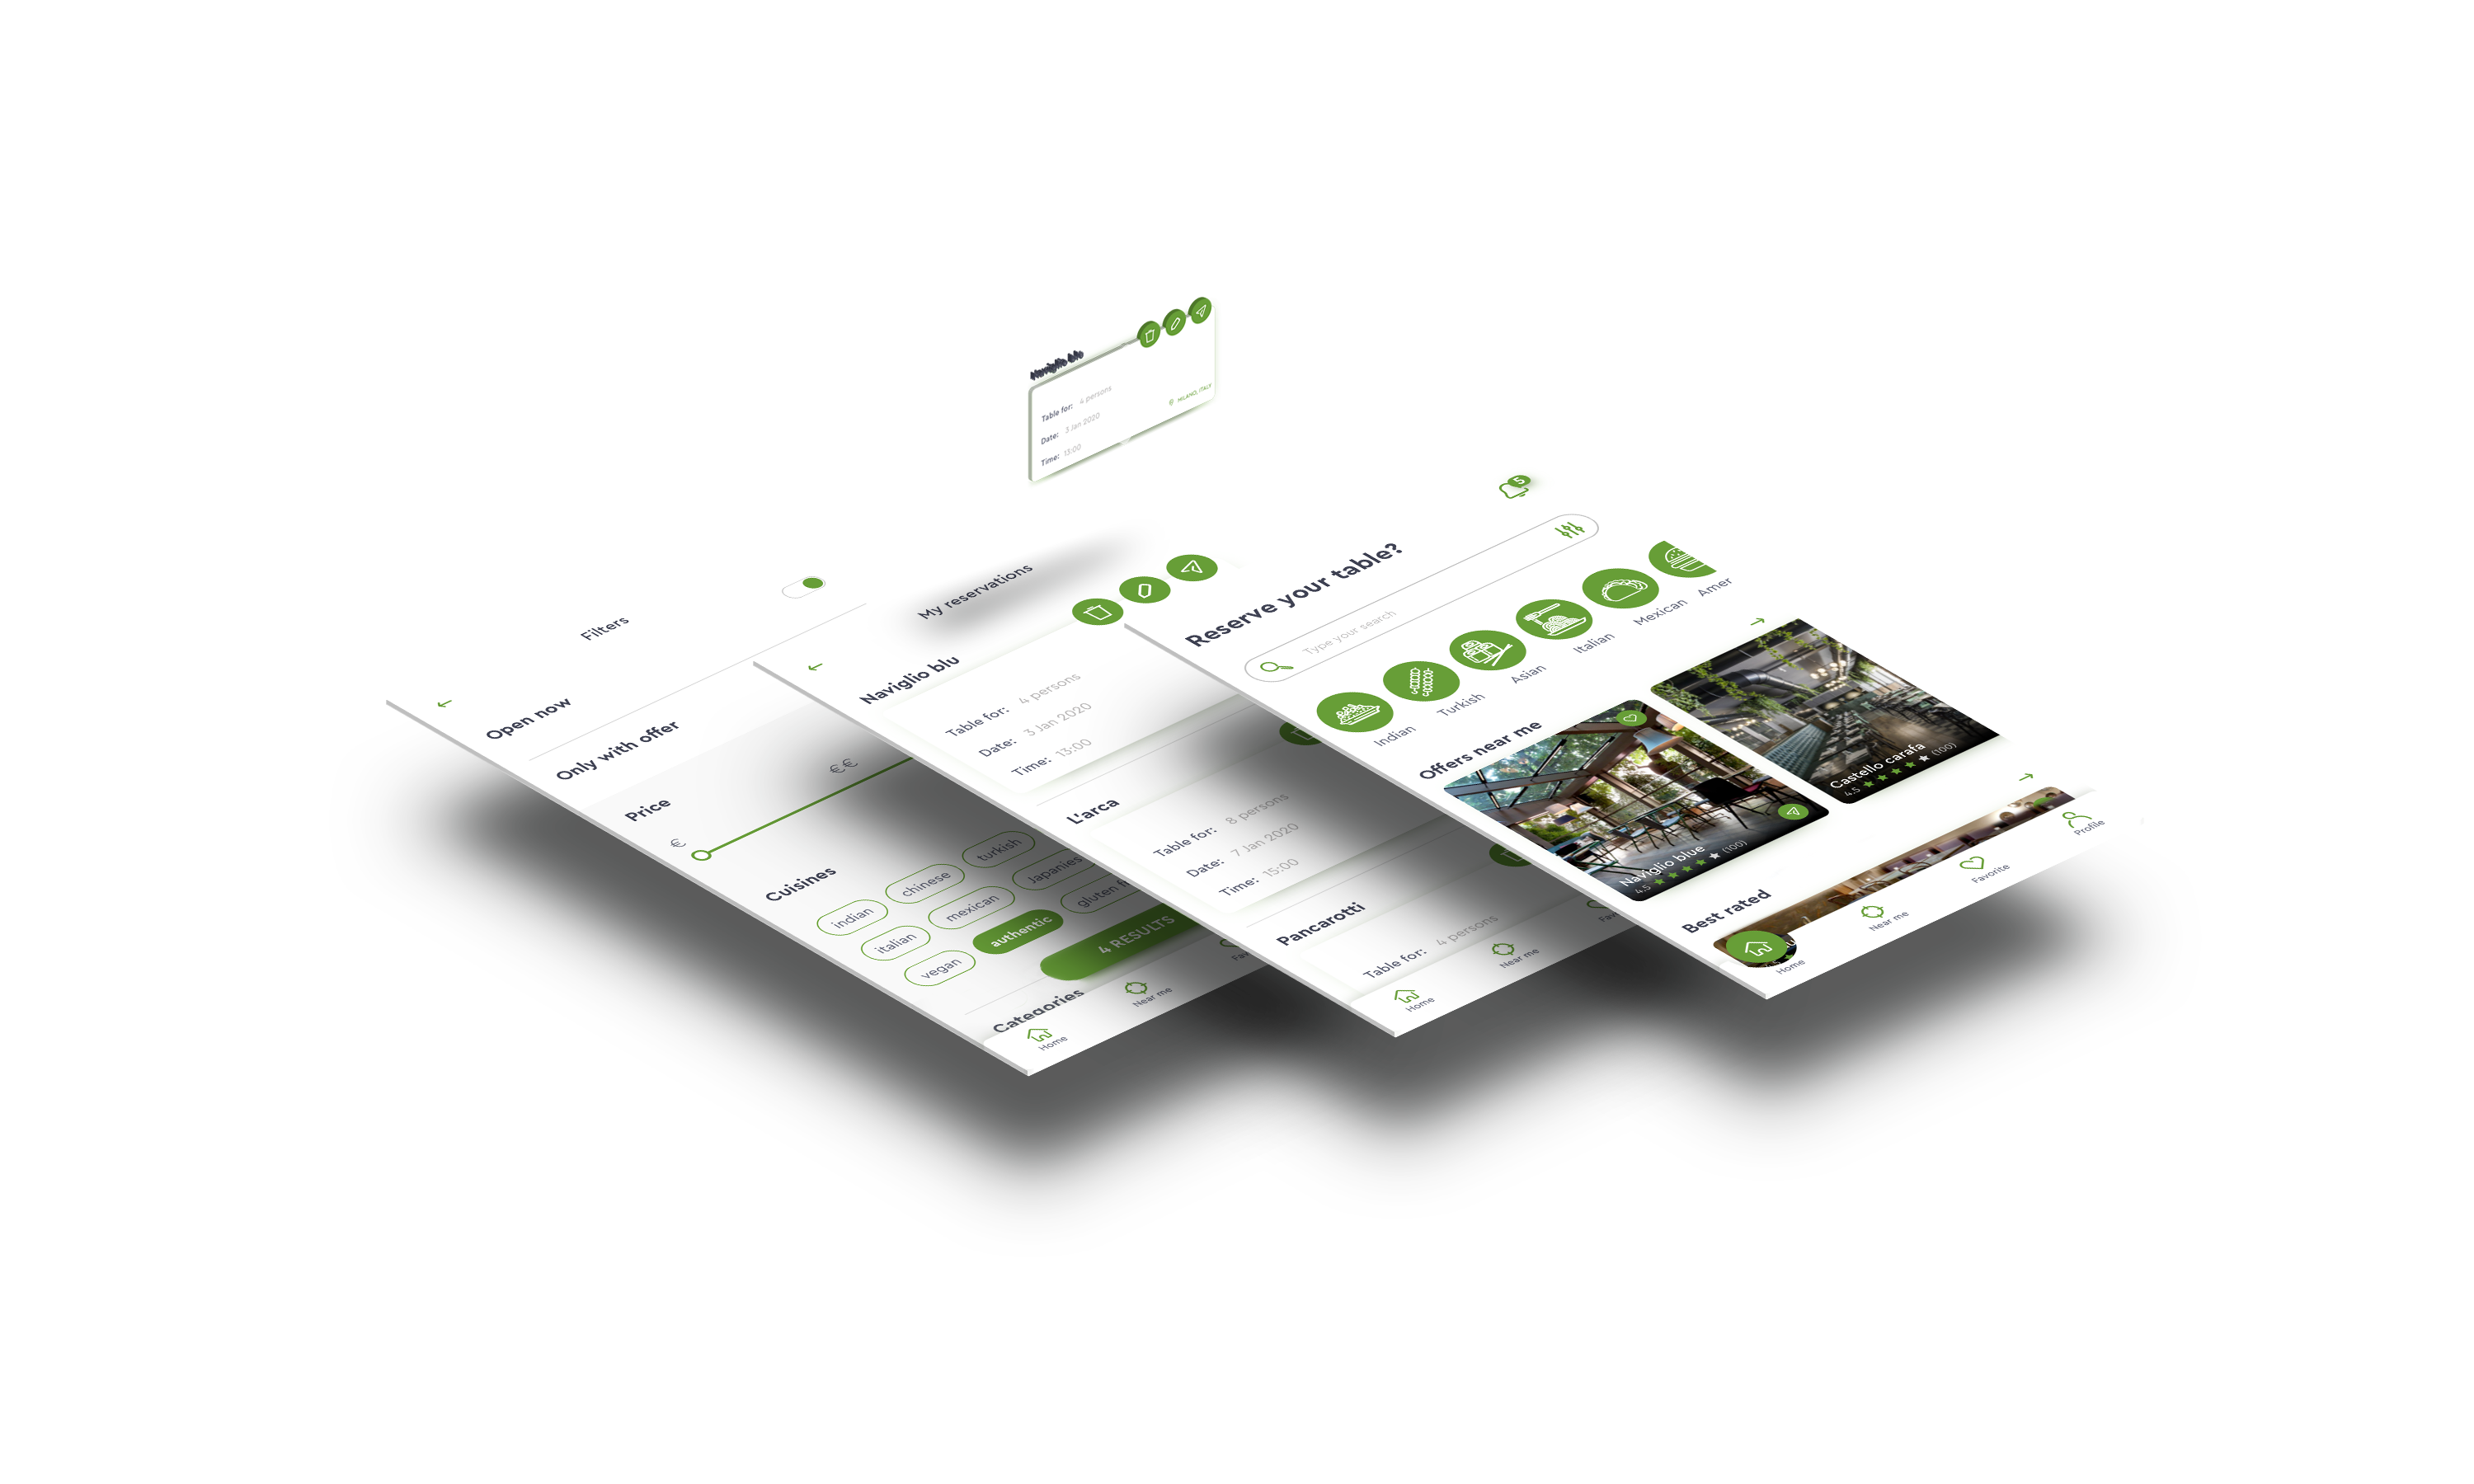 Naviglio blu
Table for: 4 persons
Date: 3 Jan 2020
Time: 13:00
MILANO, ITALY
Filters
Open now
Only with offer
Price
€
€€
Cuisines
indian
chinese
turkish
italian
mexican
Japanies
vegan
authentic
gluten
4 RESULTS
Categories
Home
Near me
My reservations
Naviglio blu
Table for: 4 persons
Date: 3 Jan 2020
Time: 13:00
L'arca
Table for: 8 persons
Date: 7 Jan 2020
Time: 15:00
Pancarotti
Table for: 4 persons
Home
Near me
5
Reserve your table?
Type your search
Indian
Turkish
Asian
Italian
Mexican
Amer
Offers near me
Naviglio blue
4,5 (100)
Castello carafa
4,5 (100)
Best rated
Home
Near me
Favorite
Profile